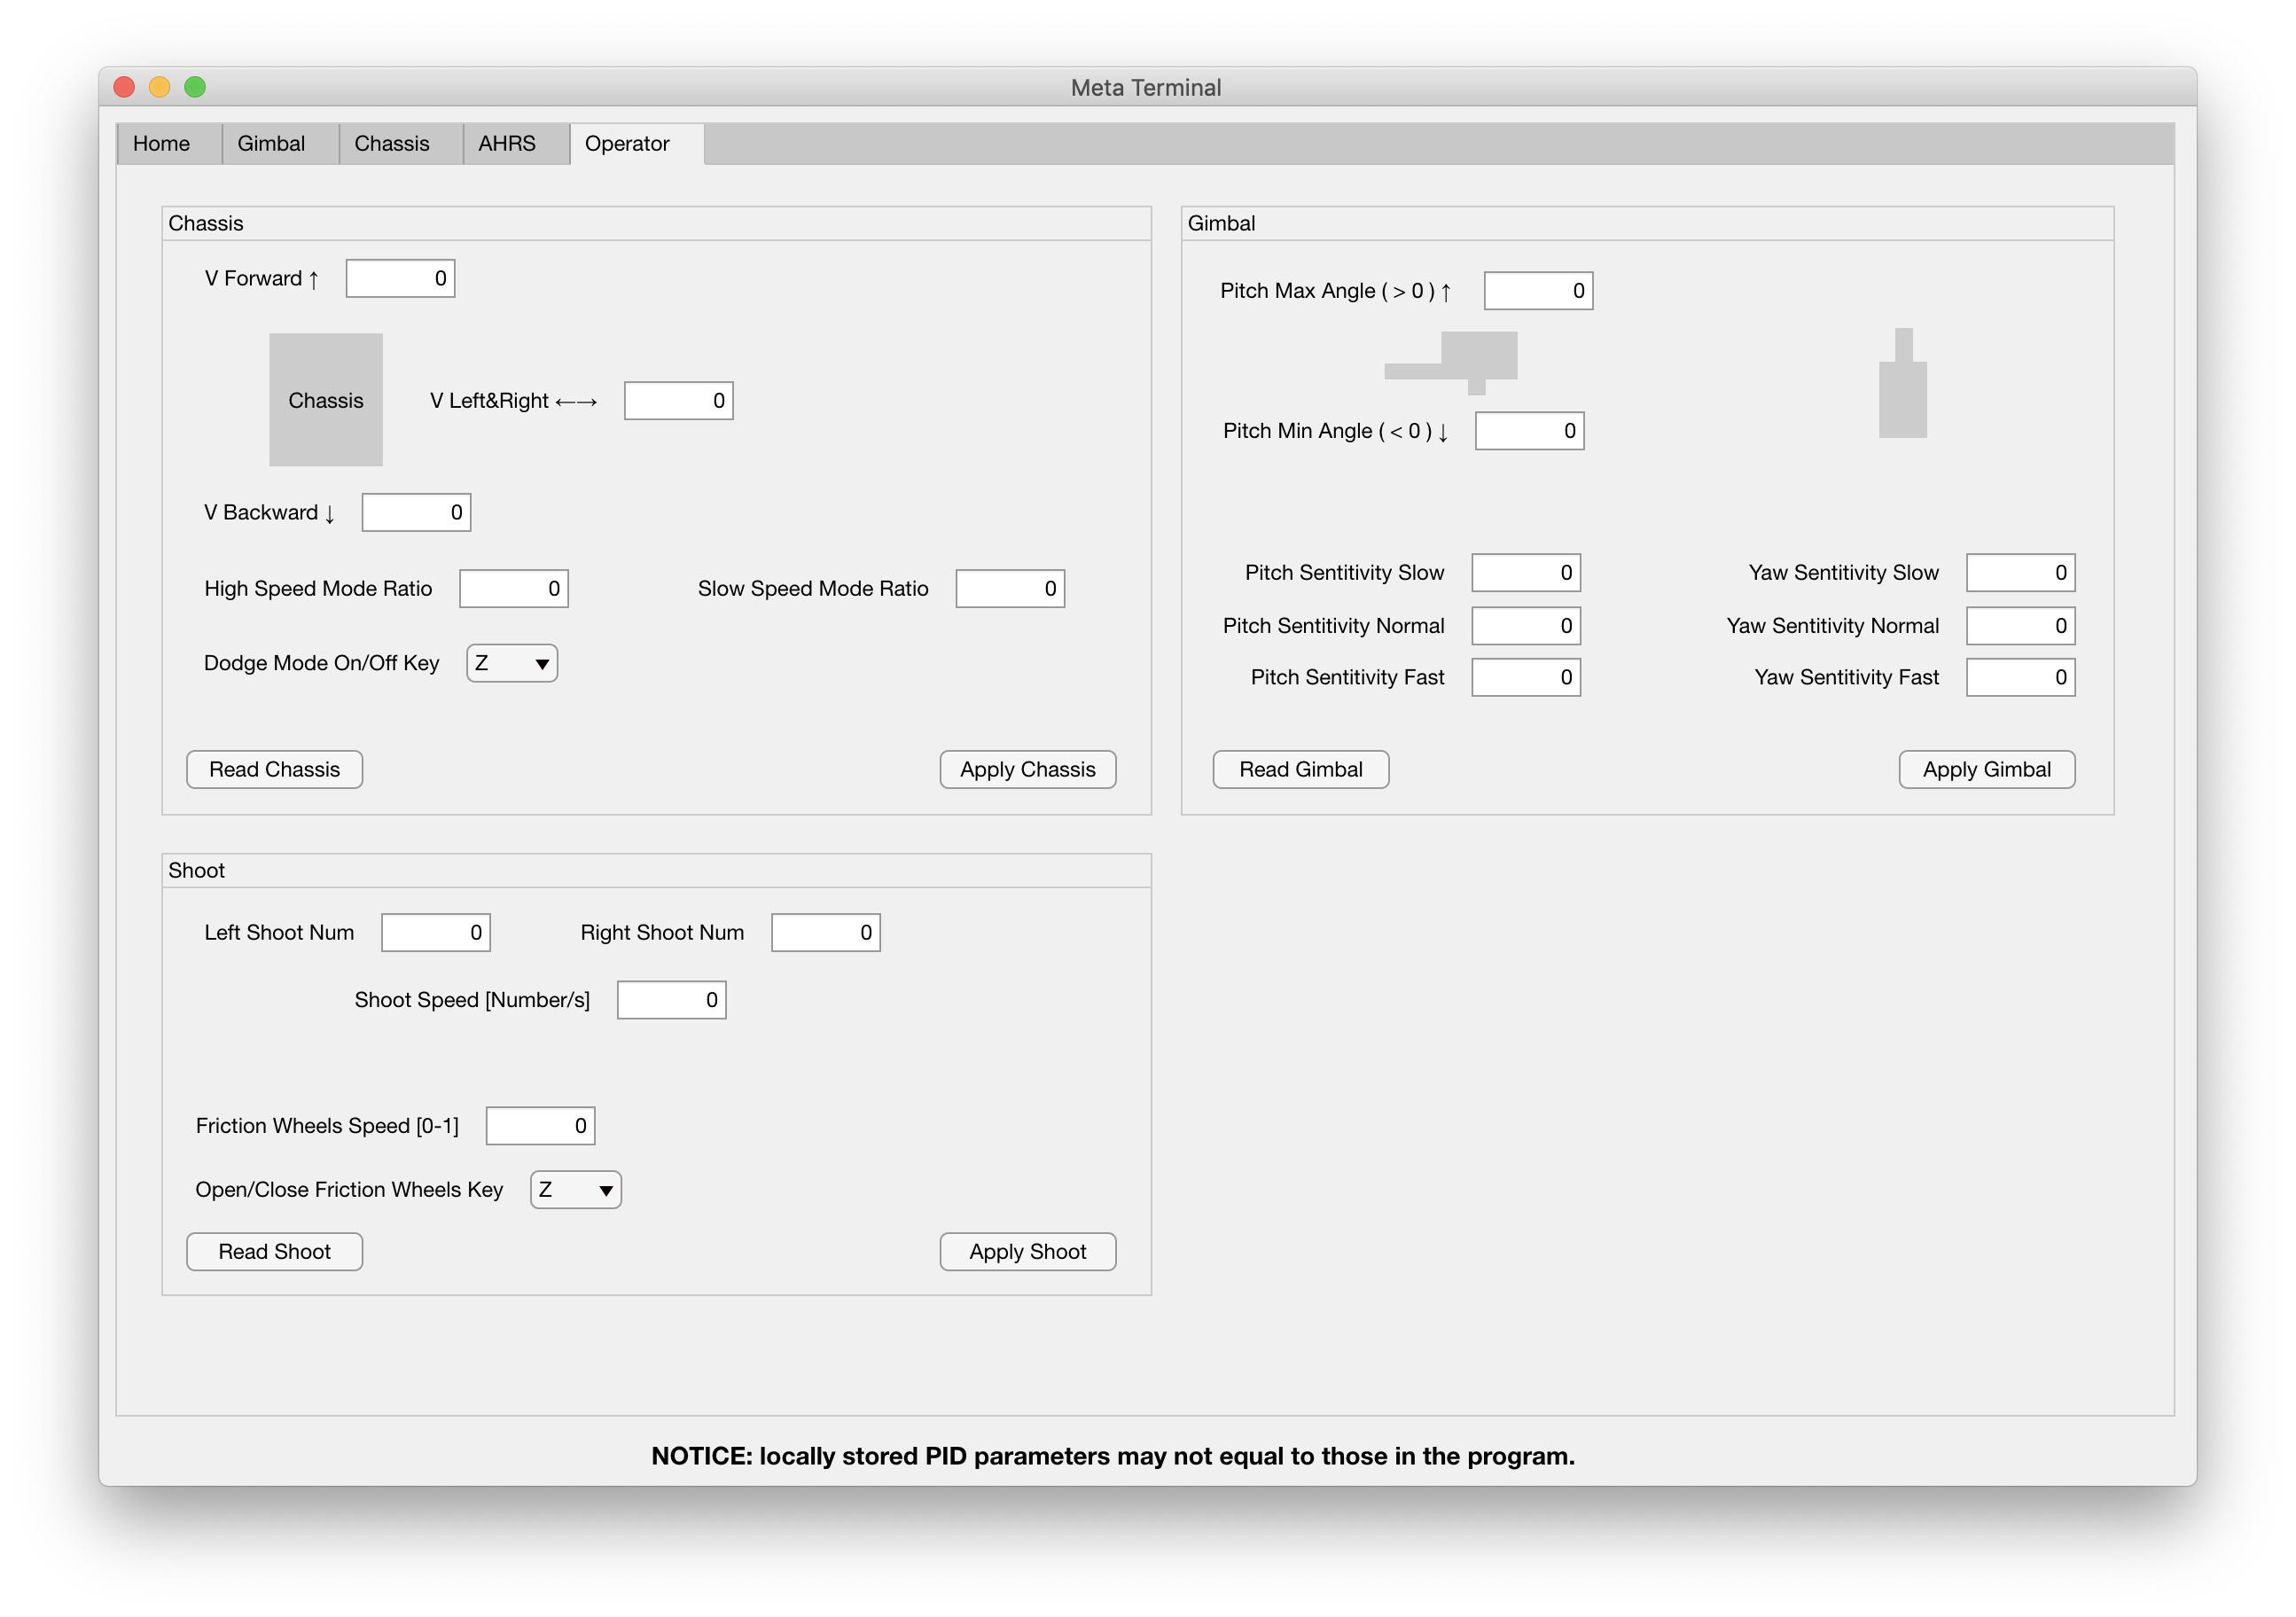 Meta Terminal
Home Gimbal Chassis AHRS Operator
Chassis
V Forward ↑ 0
Chassis V Left&Right ←→ 0
V Backward ↓ 0
High Speed Mode Ratio 0 Slow Speed Mode Ratio 0
Dodge Mode On/Off Key Z ▼
Read Chassis Apply Chassis
Gimbal
Pitch Max Angle ( > 0 ) ↑ 0
Pitch Min Angle ( < 0 ) ↓ 0
Pitch Sentitivity Slow 0 Yaw Sentitivity Slow 0
Pitch Sentitivity Normal 0 Yaw Sentitivity Normal 0
Pitch Sentitivity Fast 0 Yaw Sentitivity Fast 0
Read Gimbal Apply Gimbal
Shoot
Left Shoot Num 0 Right Shoot Num 0
Shoot Speed [Number/s] 0
Friction Wheels Speed [0-1] 0
Open/Close Friction Wheels Key Z ▼
Read Shoot Apply Shoot
NOTICE: locally stored PID parameters may not equal to those in the program.